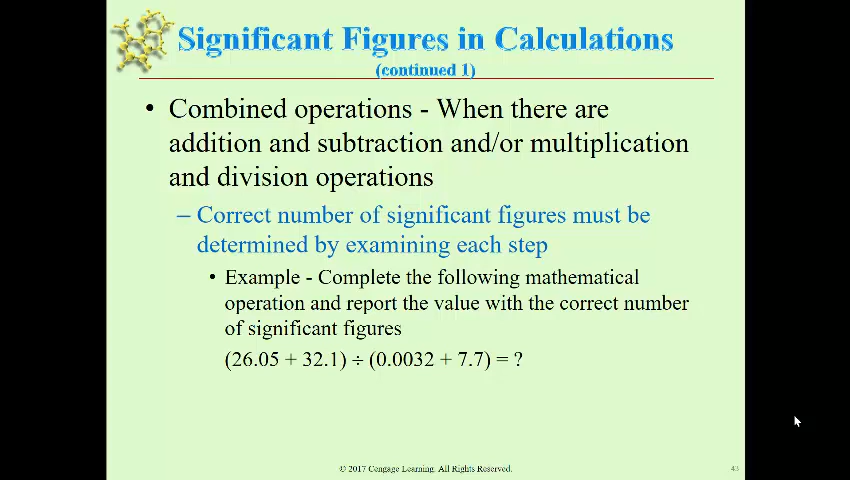 Significant Figures in Calculations
(continued 1)
• Combined operations - When there are
addition and subtraction and/or multiplication
and division operations
– Correct number of significant figures must be
determined by examining each step
• Example - Complete the following mathematical
operation and report the value with the correct number
of significant figures
(26.05 + 32.1) ÷ (0.0032 + 7.7) = ?
© 2017 Cengage Learning. All Rights Reserved.
43